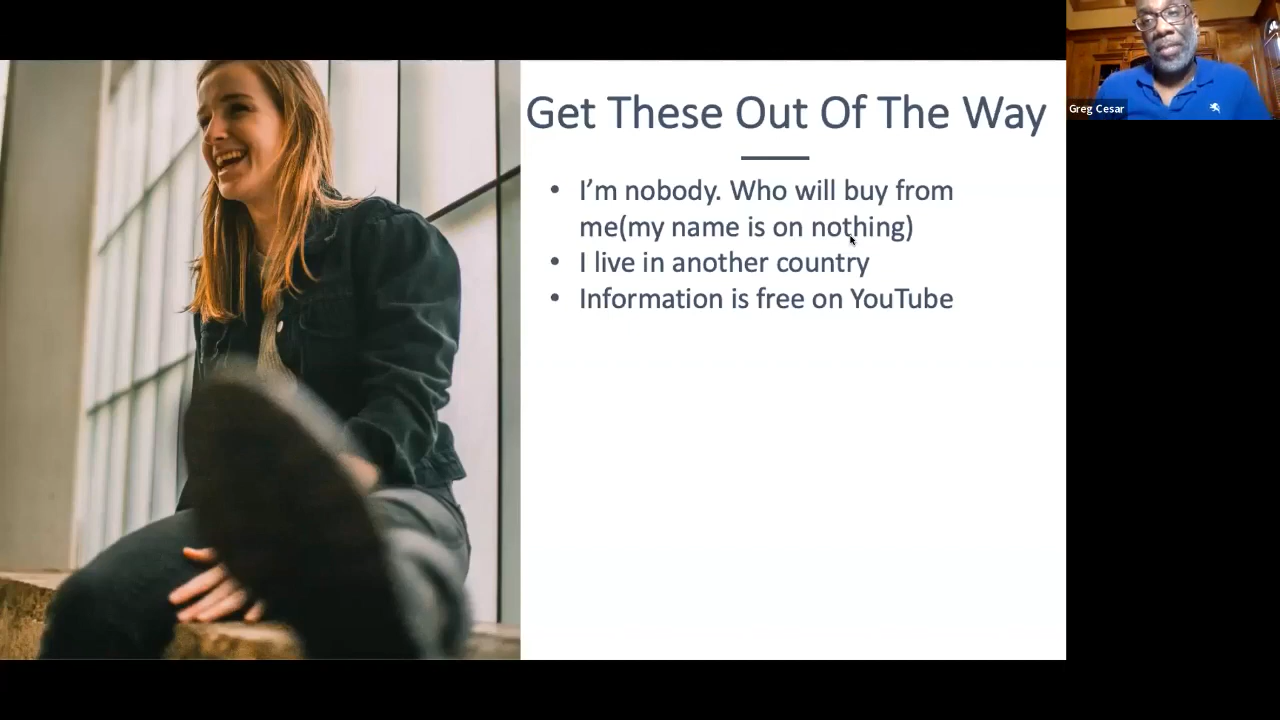 Get These Out Of The Way
• I’m nobody. Who will buy from
me(my name is on nothing)
• I live in another country
• Information is free on YouTube
Greg Cesar